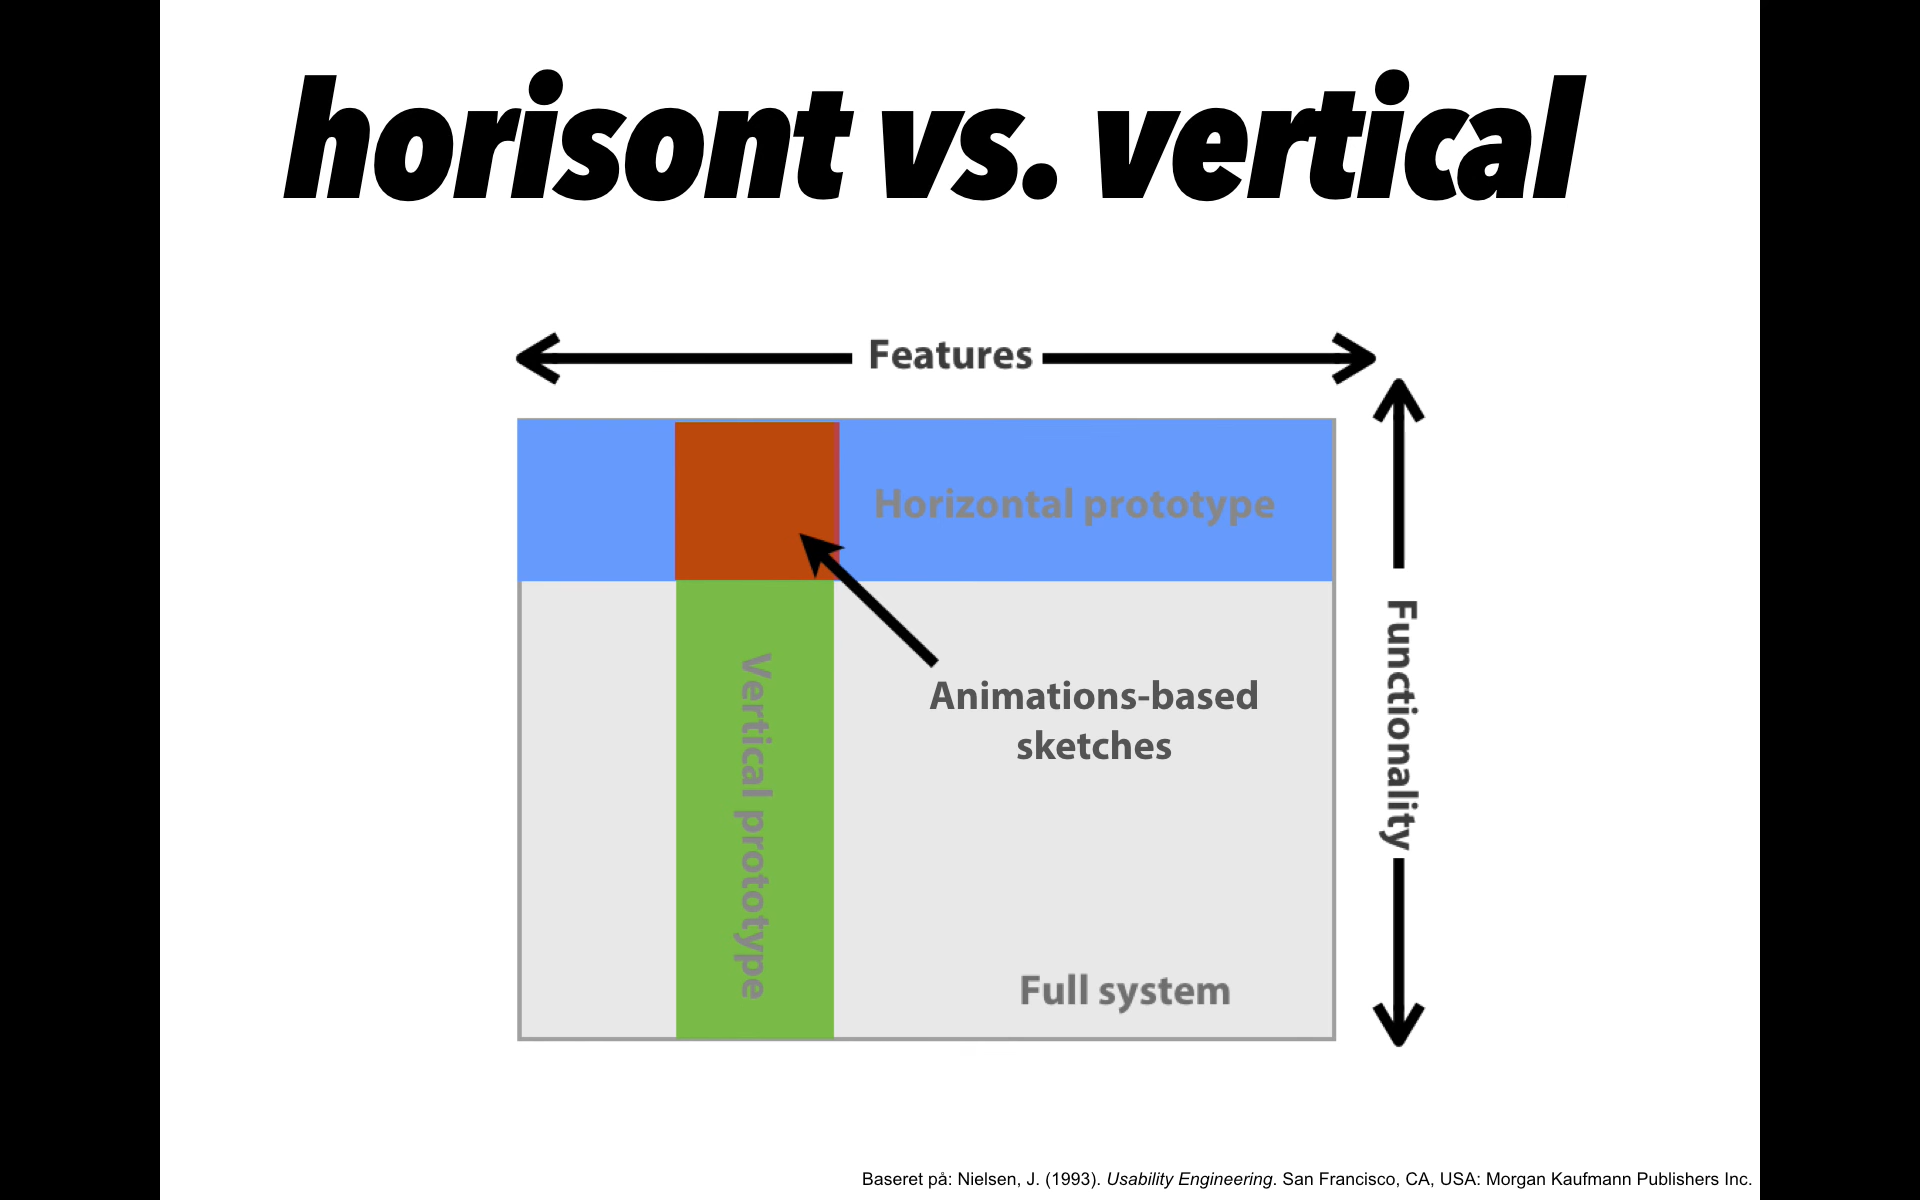 horisont vs. vertical
Features
Horizontal prototype
Functionality
Vertical prototype
Animations-based
sketches
Full system
Baseret på: Nielsen, J. (1993). Usability Engineering. San Francisco, CA, USA: Morgan Kaufmann Publishers Inc.